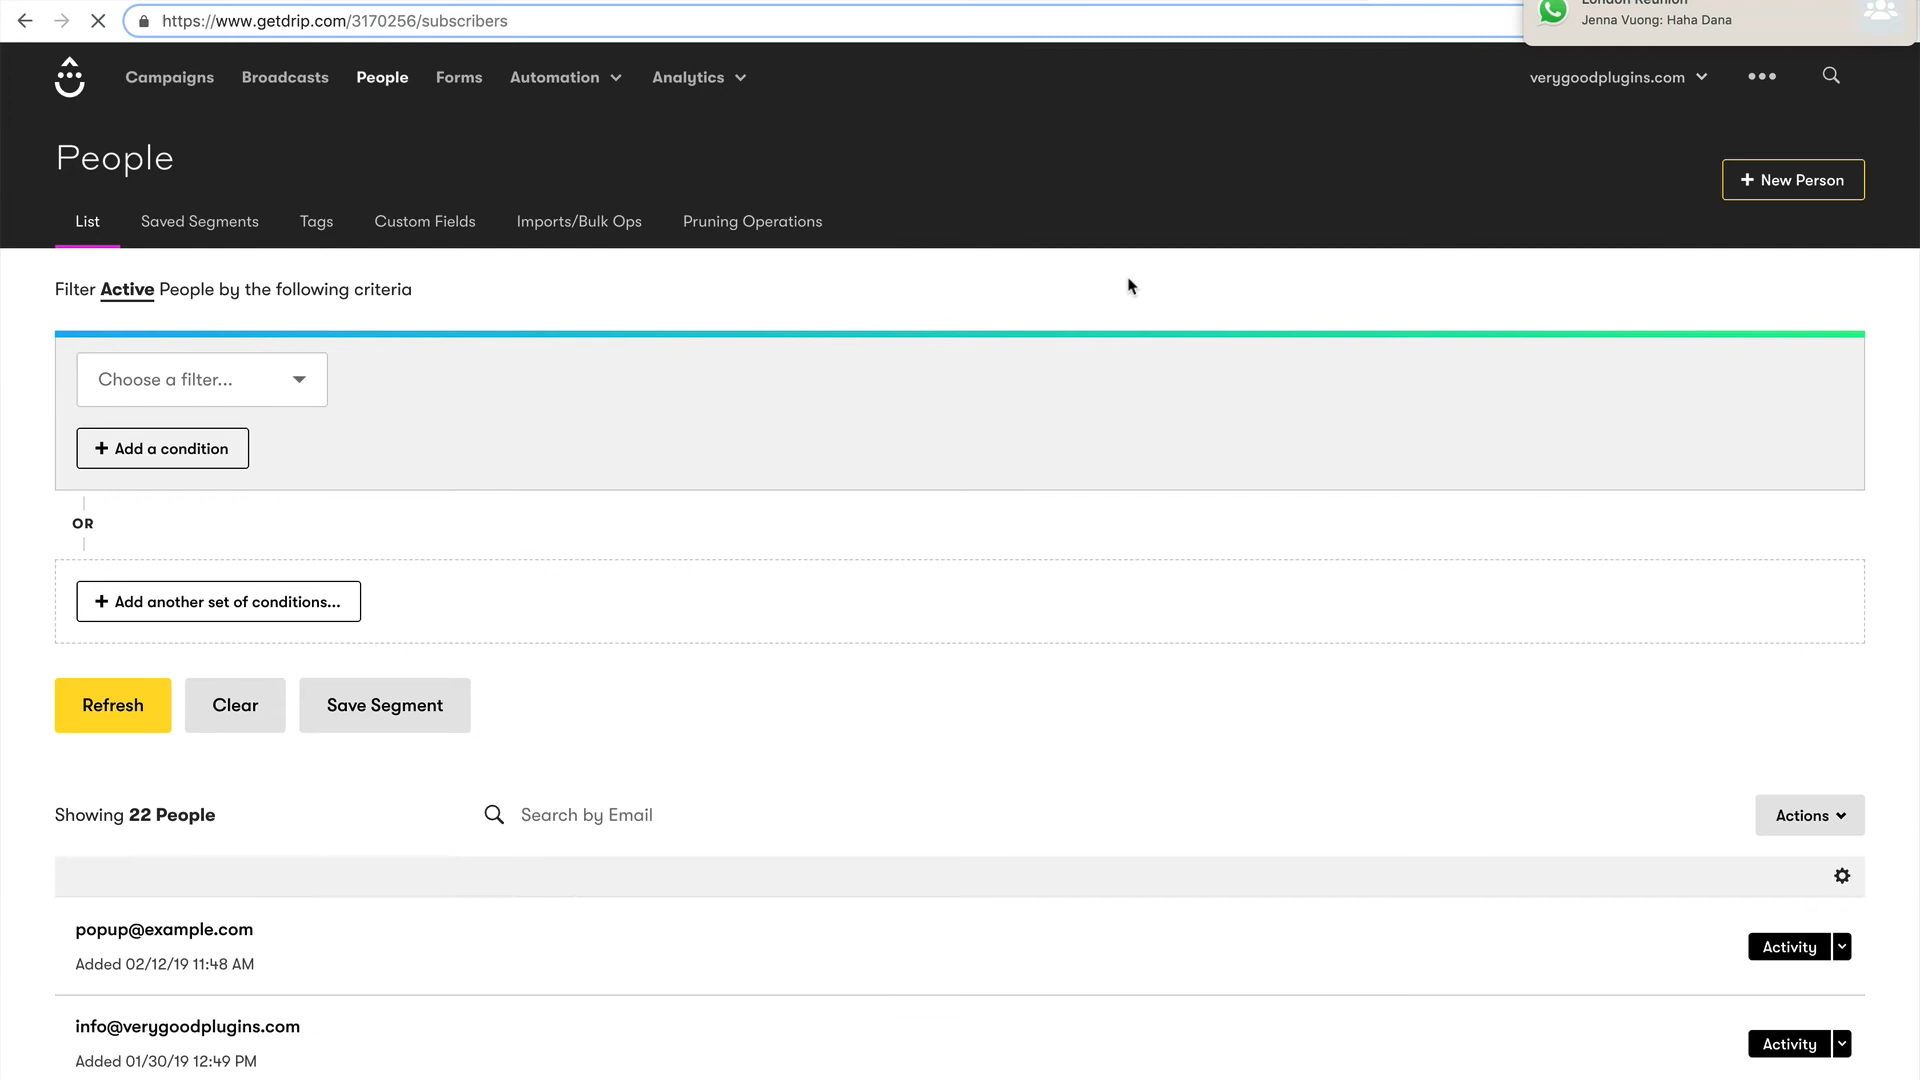 https://www.getdrip.com/3170256/subscribers
London Reunion
Jenna Vuong: Haha Dana
Campaigns Broadcasts People Forms Automation Analytics verygoodplugins.com
People
+ New Person
List Saved Segments Tags Custom Fields Imports/Bulk Ops Pruning Operations
Filter Active People by the following criteria
Choose a filter...
+ Add a condition
OR
+ Add another set of conditions...
Refresh Clear Save Segment
Showing 22 People Search by Email Actions
popup@example.com
Added 02/12/19 11:48 AM
Activity
info@verygoodplugins.com
Added 01/30/19 12:49 PM
Activity